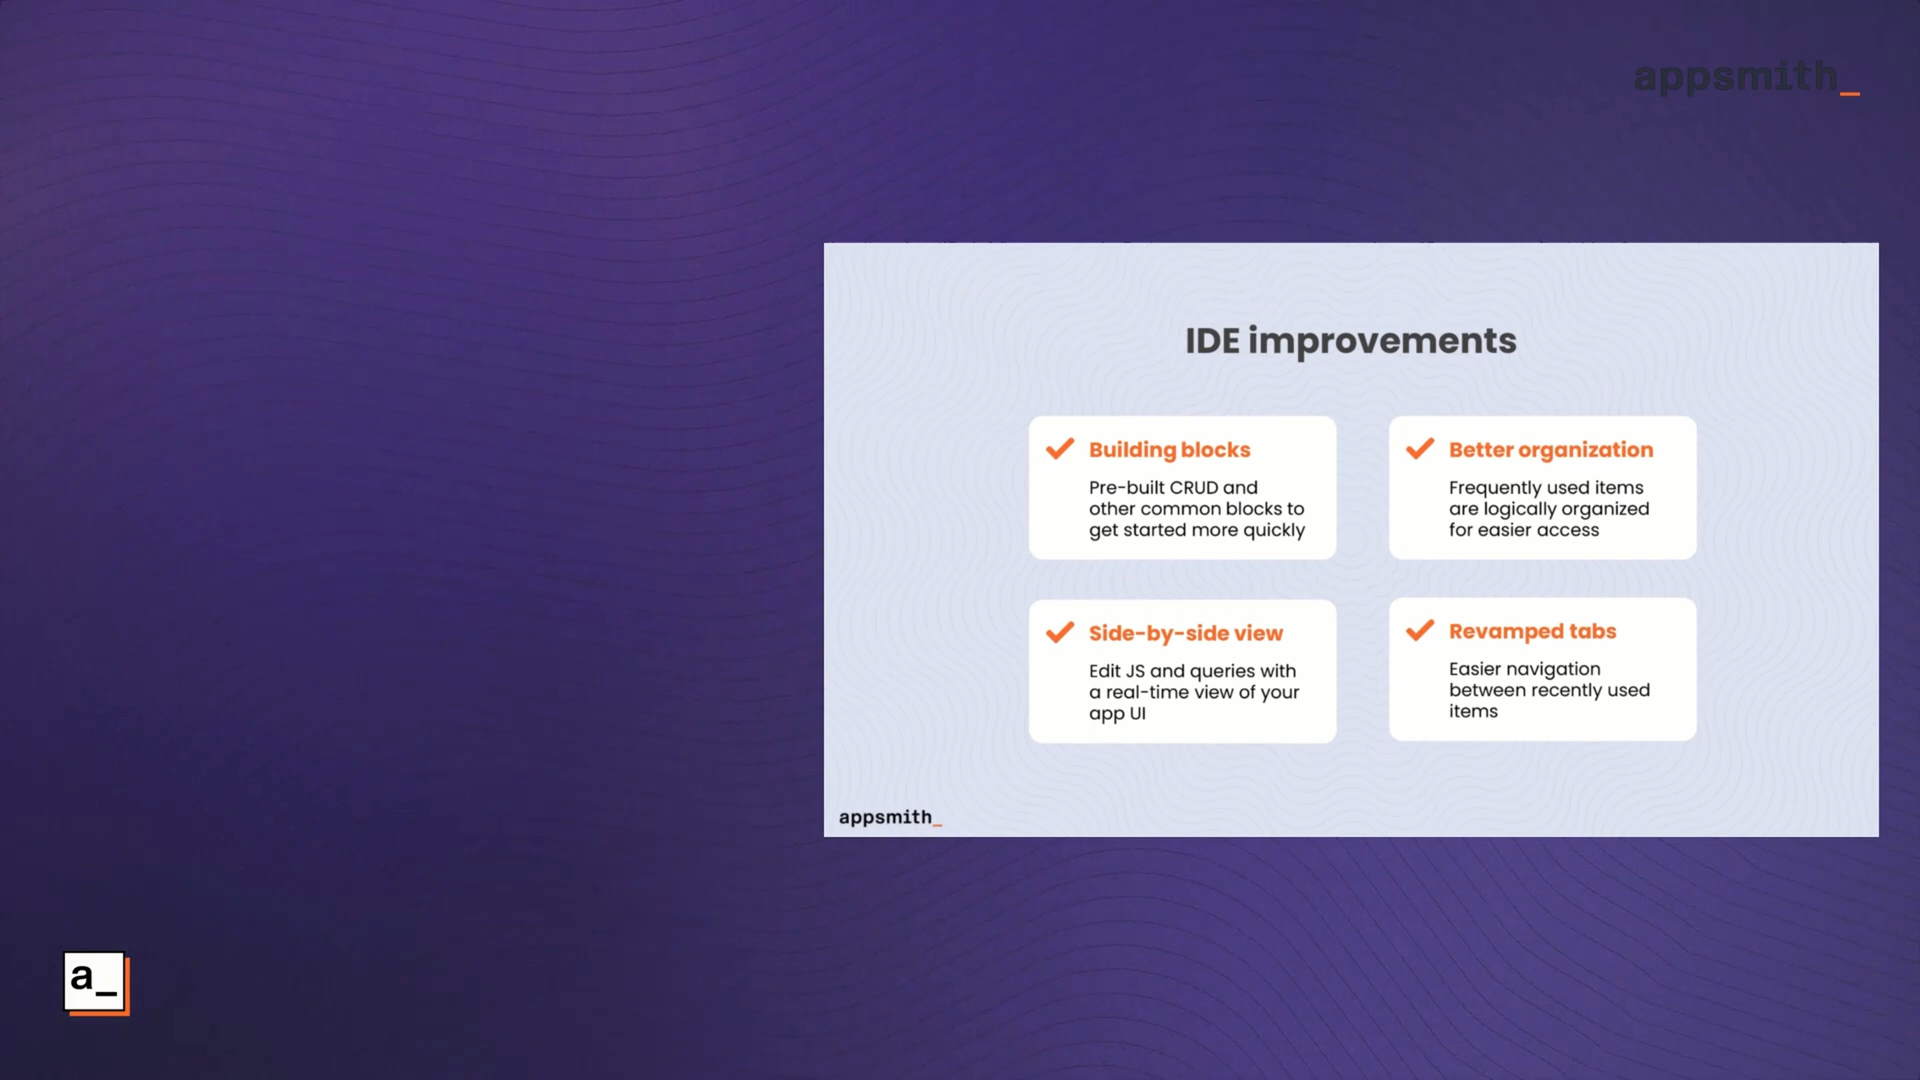 appsmith_
IDE improvements
Building blocks
Pre-built CRUD and
other common blocks to
get started more quickly
Better organization
Frequently used items
are logically organized
for easier access
Side-by-side view
Edit JS and queries with
a real-time view of your
app UI
Revamped tabs
Easier navigation
between recently used
items
appsmith_
a_